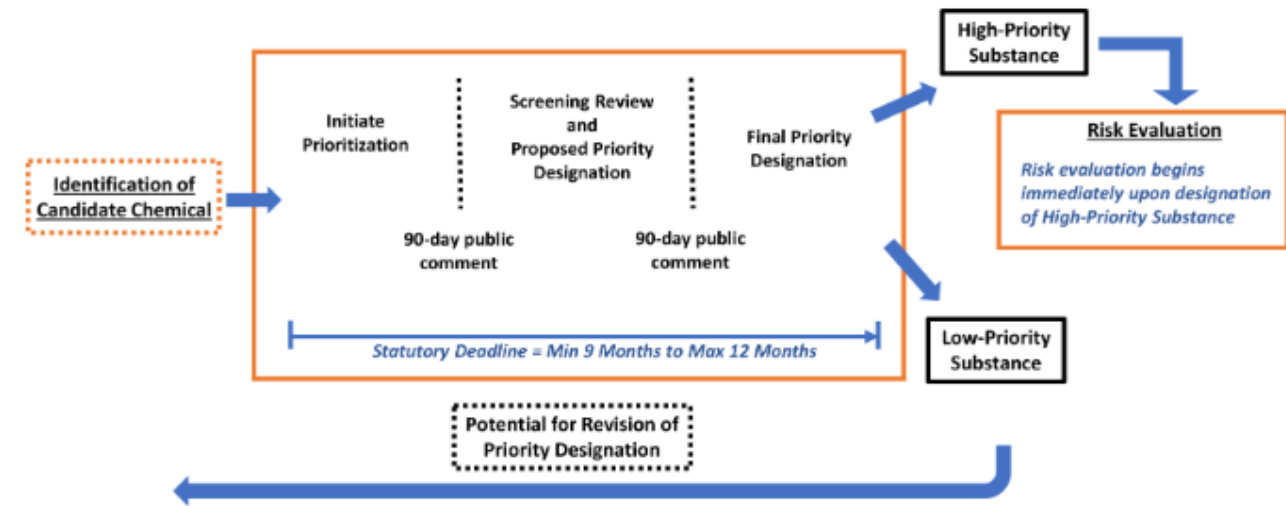 Identification of
Candidate Chemical
Initiate
Prioritization
90-day public
comment
Screening Review
and
Proposed Priority
Designation
90-day public
comment
Final Priority
Designation
Statutory Deadline = Min 9 Months to Max 12 Months
High-Priority
Substance
Risk Evaluation
Risk evaluation begins
immediately upon designation
of High-Priority Substance
Low-Priority
Substance
Potential for Revision of
Priority Designation